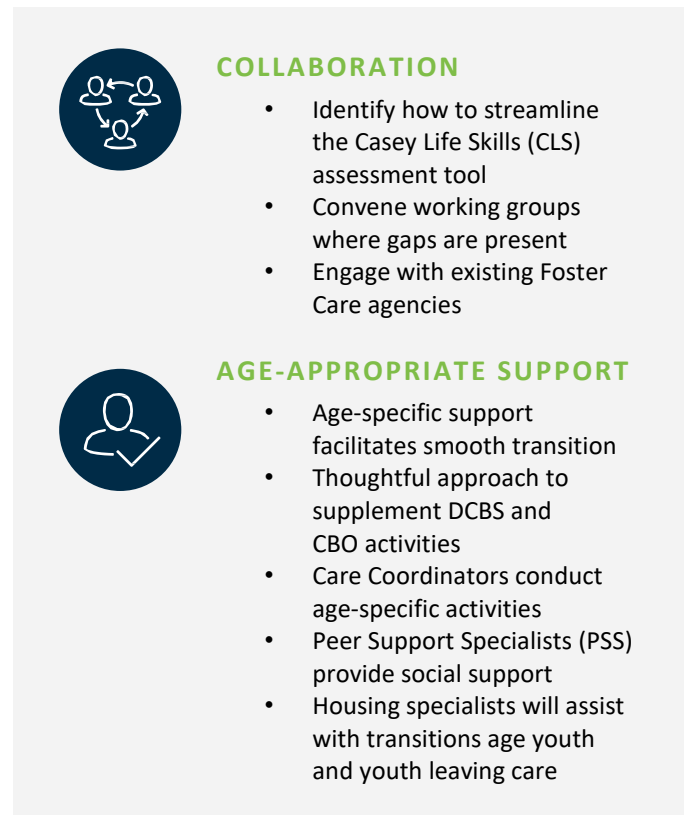 COLLABORATION
• Identify how to streamline
the Casey Life Skills (CLS)
assessment tool
• Convene working groups
where gaps are present
• Engage with existing Foster
Care agencies
AGE-APPROPRIATE SUPPORT
• Age-specific support
facilitates smooth transition
• Thoughtful approach to
supplement DCBS and
CBO activities
• Care Coordinators conduct
age-specific activities
• Peer Support Specialists (PSS)
provide social support
• Housing specialists will assist
with transitions age youth
and youth leaving care